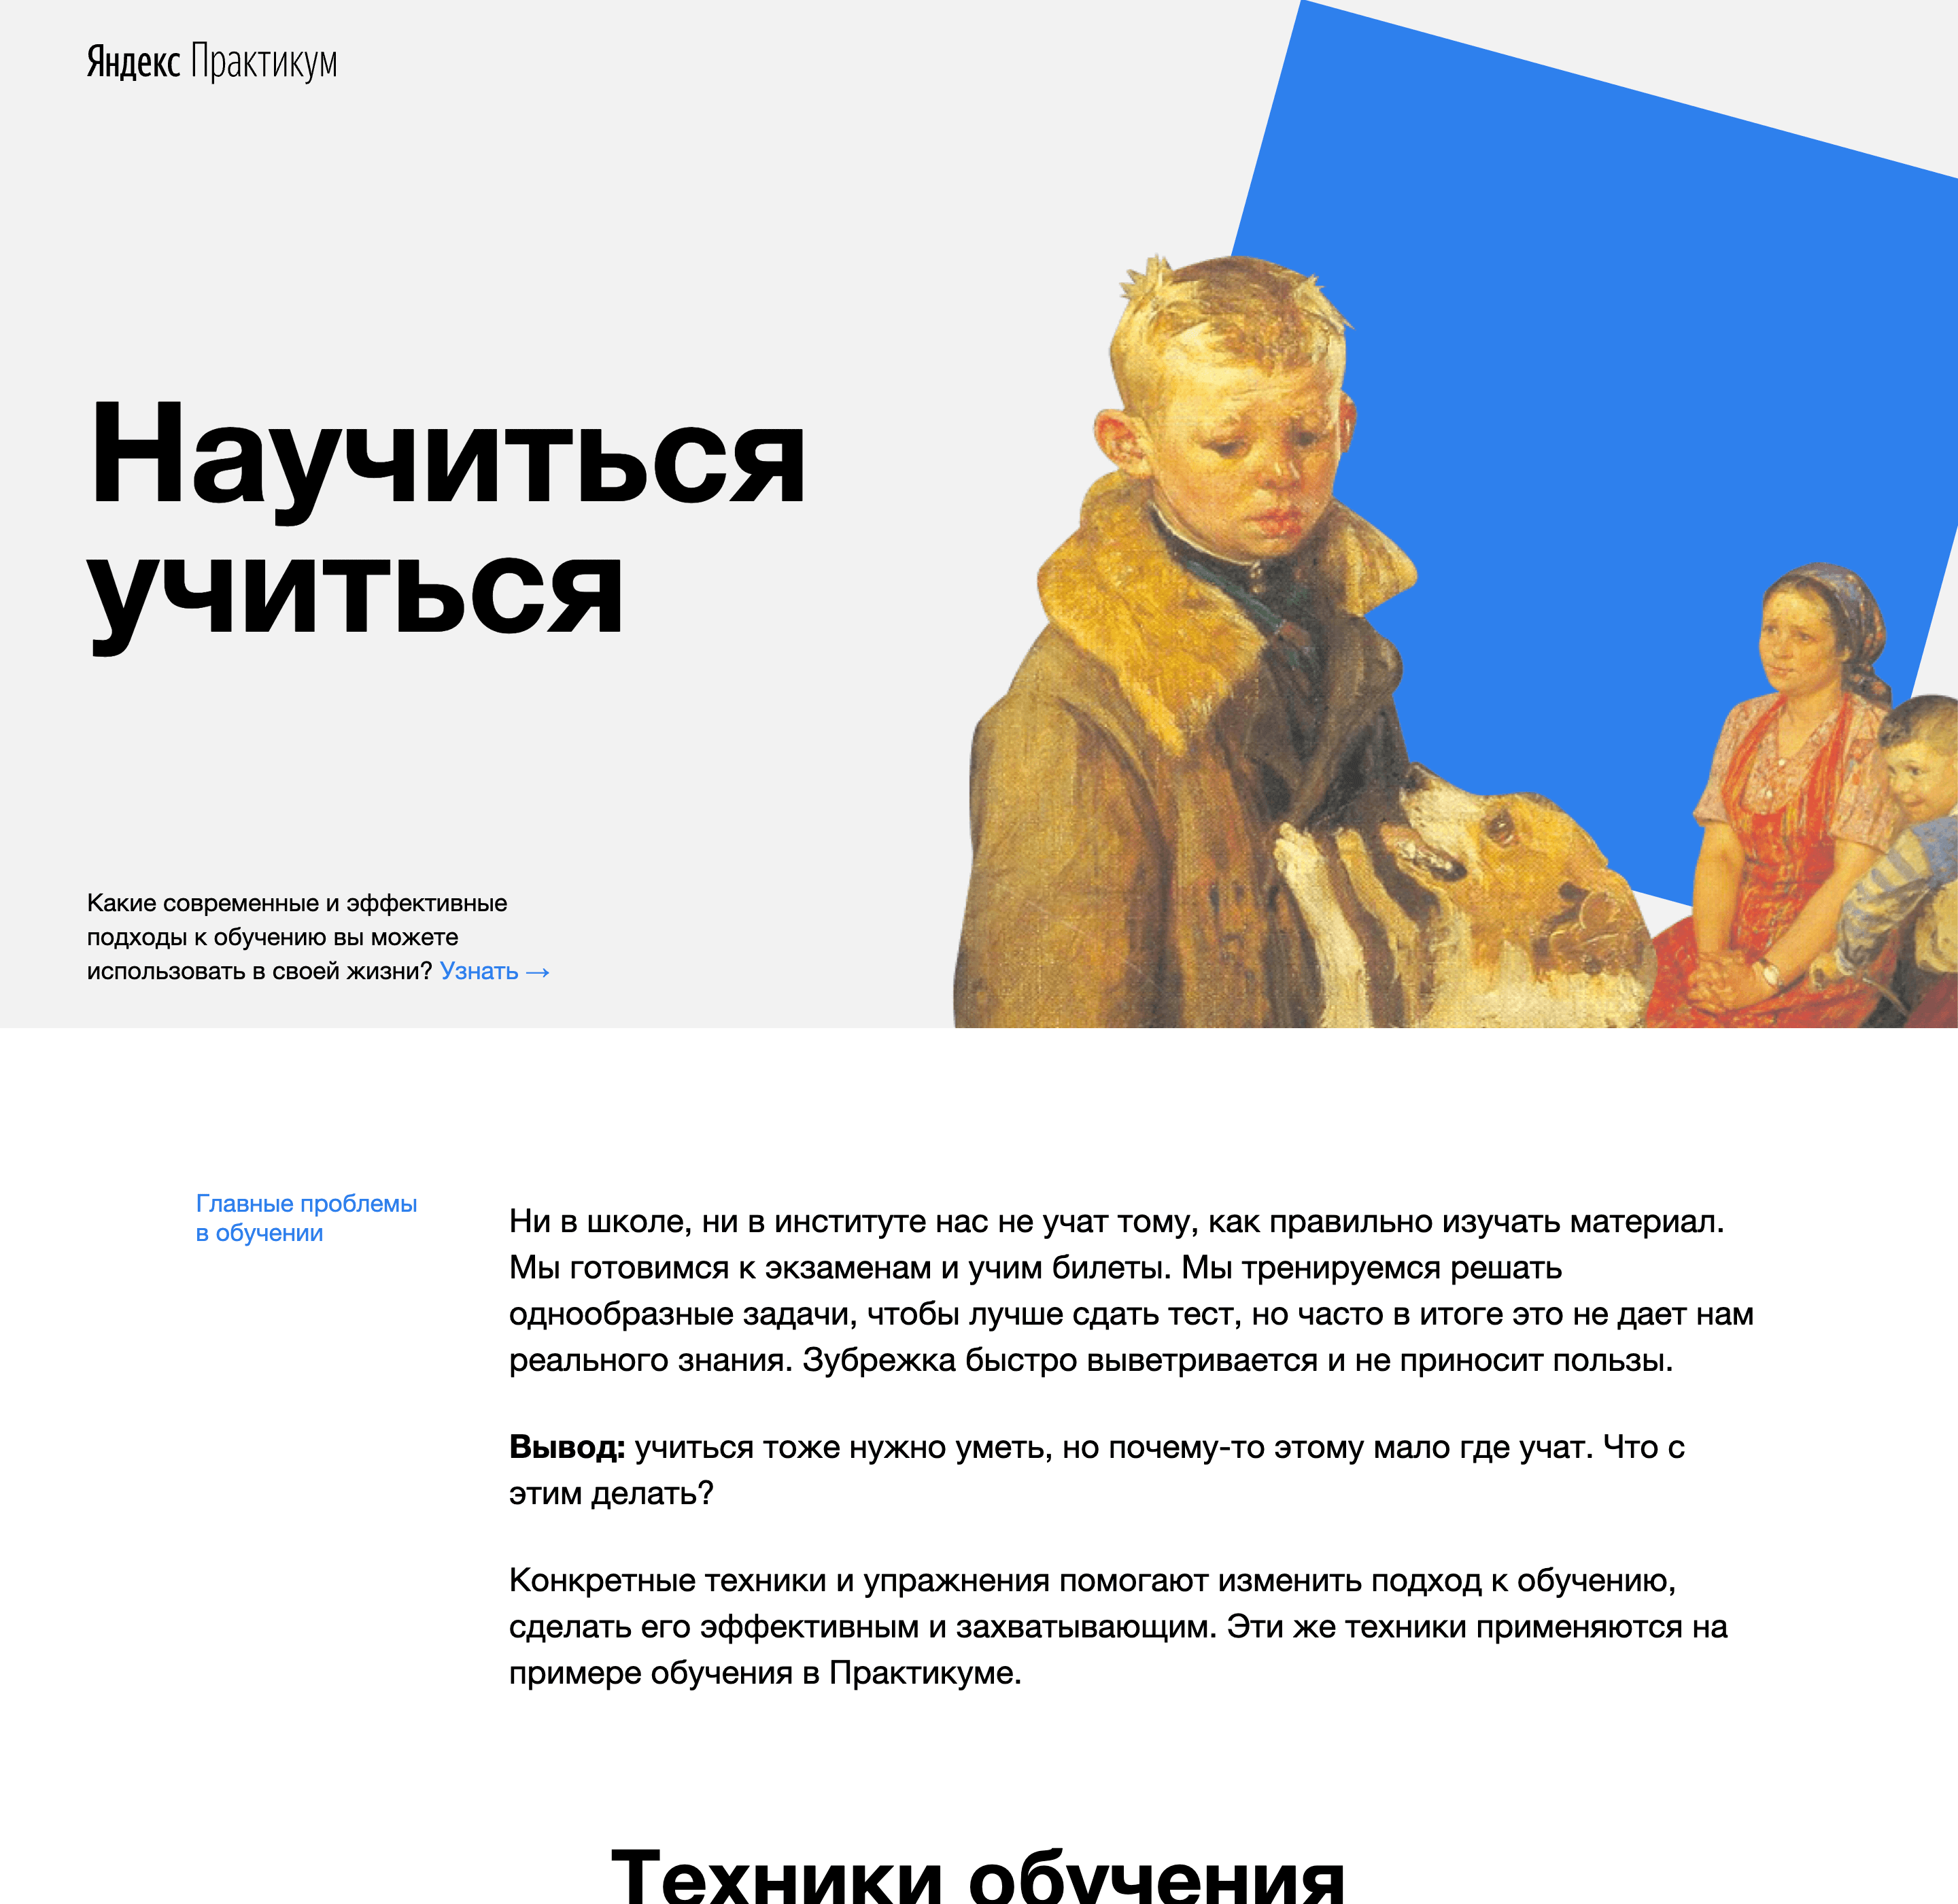 Яндекс Практикум
Научиться
учиться
Какие современные и эффективные
подходы к обучению вы можете
использовать в своей жизни? Узнать →
Главные проблемы
в обучении
Ни в школе, ни в институте нас не учат тому, как правильно изучать материал.
Мы готовимся к экзаменам и учим билеты. Мы тренируемся решать
однообразные задачи, чтобы лучше сдать тест, но часто в итоге это не дает нам
реального знания. Зубрежка быстро выветривается и не приносит пользы.
Вывод: учиться тоже нужно уметь, но почему-то этому мало где учат. Что с
этим делать?
Конкретные техники и упражнения помогают изменить подход к обучению,
сделать его эффективным и захватывающим. Эти же техники применяются на
примере обучения в Практикуме.
Техники обучения